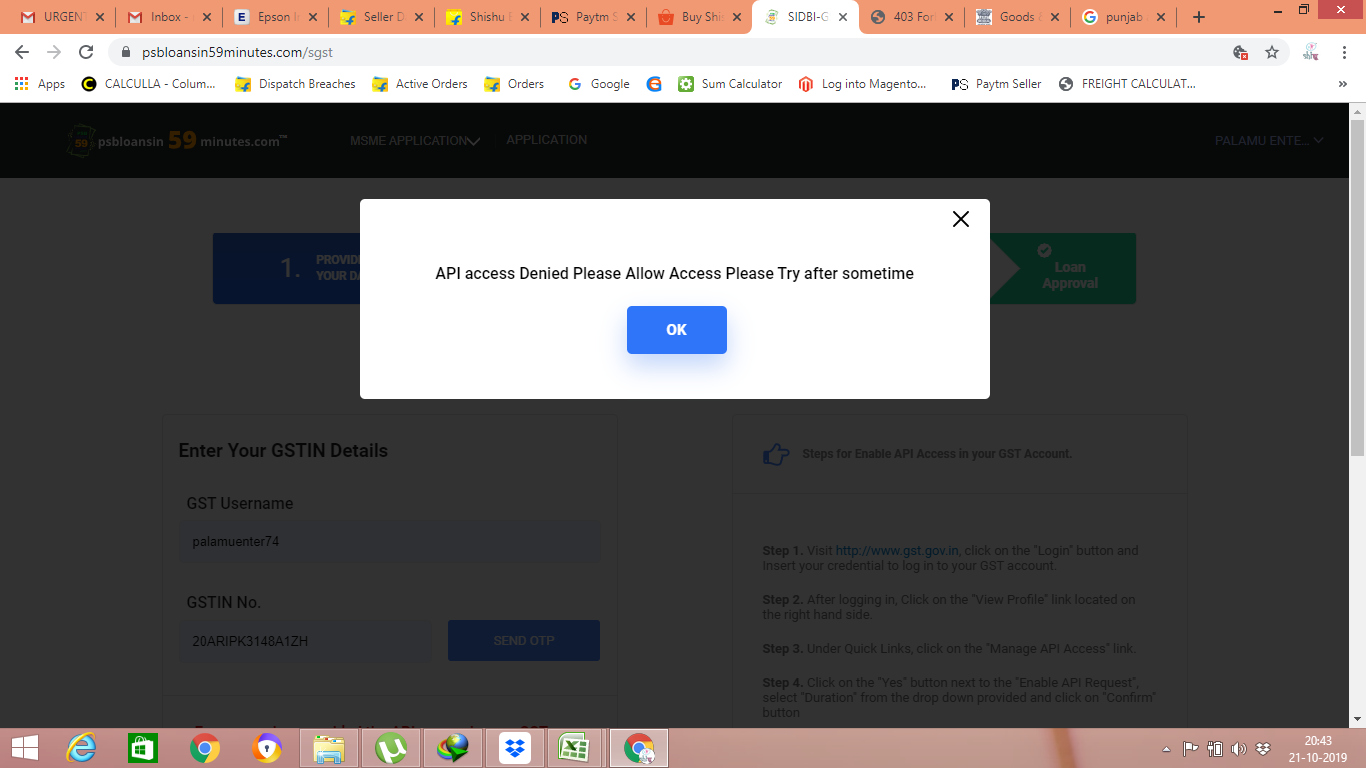 URGENT
Inbox -
Epson I
Seller D
Shishu
Paytm S
Buy Shi
SIDBI-G
403 For
Goods
punjab
psbloansin59minutes.com/sgst
Apps
CALCULLA - Colum...
Dispatch Breaches
Active Orders
Orders
Google
Sum Calculator
Log into Magento...
PS Paytm Seller
FREIGHT CALCULAT...
psbloansin 59 minutes.com™
MSME APPLICATION
APPLICATION
PALAMU ENTE...
1. PROVID
YOUR DA
Loan
Approval
API access Denied Please Allow Access Please Try after sometime
OK
Enter Your GSTIN Details
GST Username
palamuenter74
GSTIN No.
20ARIPK3148A1ZH
SEND OTP
Steps for Enable API Access in your GST Account.
Step 1. Visit http://www.gst.gov.in, click on the "Login" button and
Insert your credential to log in to your GST account.
Step 2. After logging in, Click on the "View Profile" link located on
the right hand side.
Step 3. Under Quick Links, click on the "Manage API Access" link.
Step 4. Click on the "Yes" button next to the "Enable API Request",
select "Duration" from the drop down provided and click on "Confirm"
button
20:43
21-10-2019